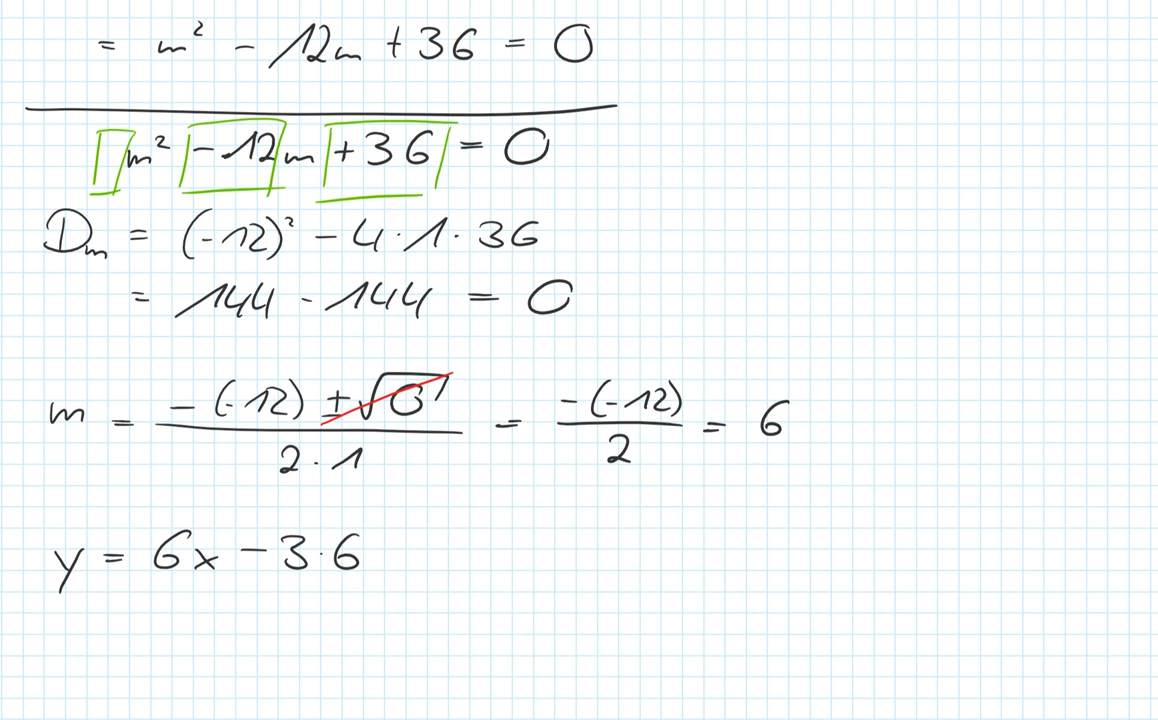 = m² - 12m + 36 = 0
m² - 12m + 36 = 0
Dₘ = (-12)² - 4·1·36
= 144 - 144 = 0
m = (-(-12) ± √0) / (2·1) = (-(-12)) / 2 = 6
y = 6x - 3·6